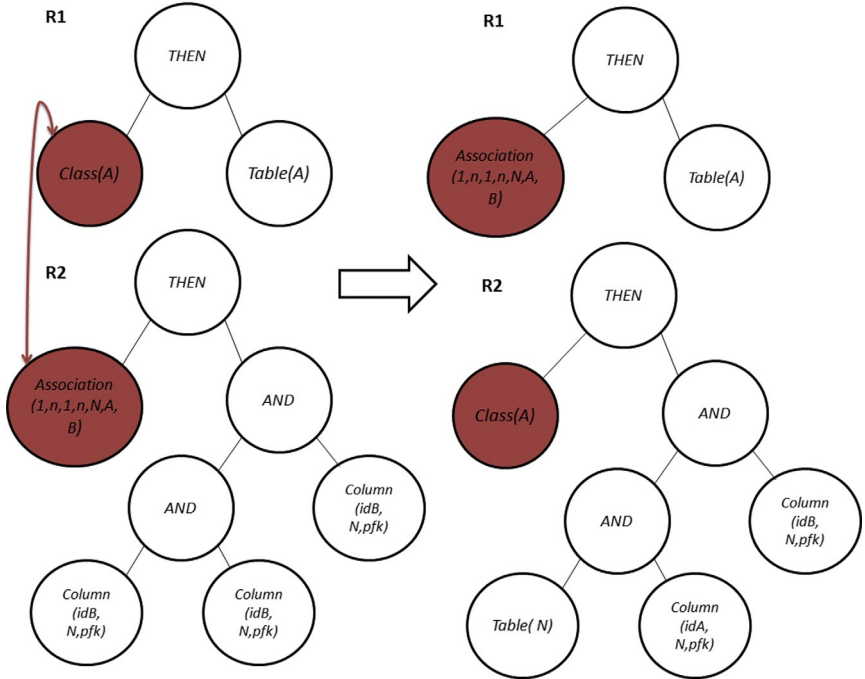 R1
THEN
Class(A)
Table(A)
R2
THEN
Association
(1,n,1,n,N,A,
B)
AND
AND
Column
(idB,
N,pfk)
Column
(idB,
N,pfk)
Column
(idB,
N,pfk)
R1
THEN
Association
(1,n,1,n,N,A,
B)
Table(A)
R2
THEN
Class(A)
AND
AND
Column
(idB,
N,pfk)
Table( N)
Column
(idA,
N,pfk)